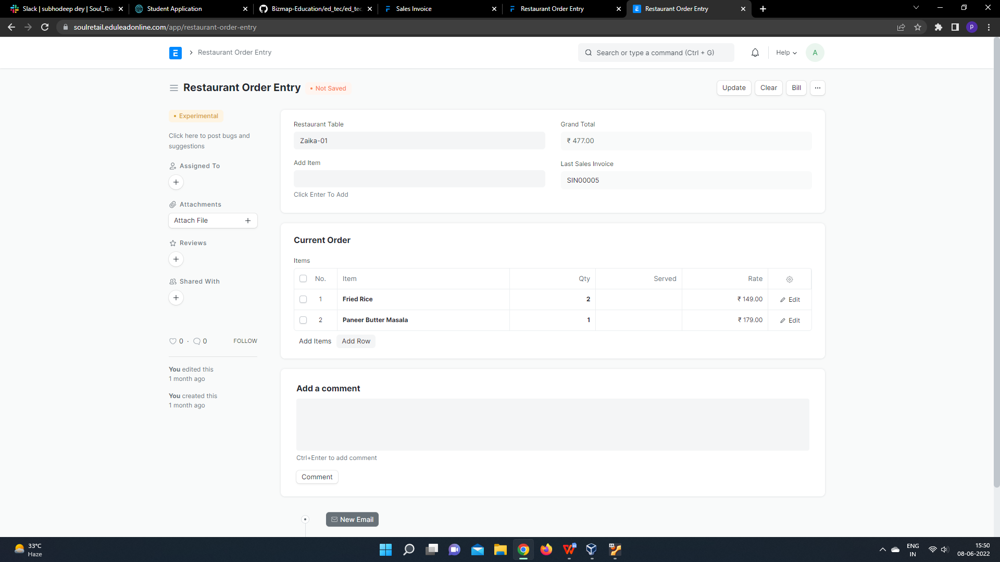 Slack | subhodeep dey | Soul_Tea
Student Application
Bizmap-Education/ed_tec/ed_tec
Sales Invoice
Restaurant Order Entry
Restaurant Order Entry
soulretail.eduleadonline.com/app/restaurant-order-entry
P
E
Restaurant Order Entry
Search or type a command (Ctrl + G)
Help
A
Restaurant Order Entry
• Not Saved
Update
Clear
Bill
...
• Experimental
Click here to post bugs and
suggestions
Assigned To
+
Attachments
Attach File +
Reviews
+
Shared With
+
0 · 0 FOLLOW
You edited this
1 month ago
You created this
1 month ago
Restaurant Table
Zaika-01
Add Item
Click Enter To Add
Grand Total
₹ 477.00
Last Sales Invoice
SIN00005
Current Order
Items
No. Item Qty Served Rate
1 Fried Rice 2 ₹ 149.00 Edit
2 Paneer Butter Masala 1 ₹ 179.00 Edit
Add Items Add Row
Add a comment
Ctrl+Enter to add comment
Comment
New Email
33°C
Haze
ENG
IN
15:50
08-06-2022